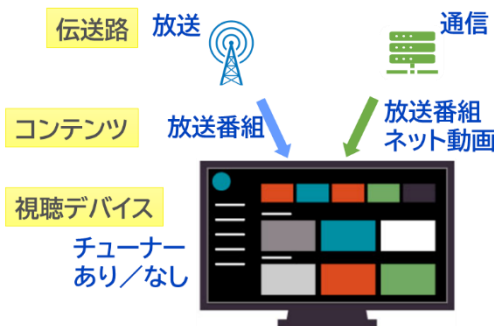 伝送路
放送
通信
コンテンツ
放送番組
放送番組
ネット動画
視聴デバイス
チューナー
あり／なし